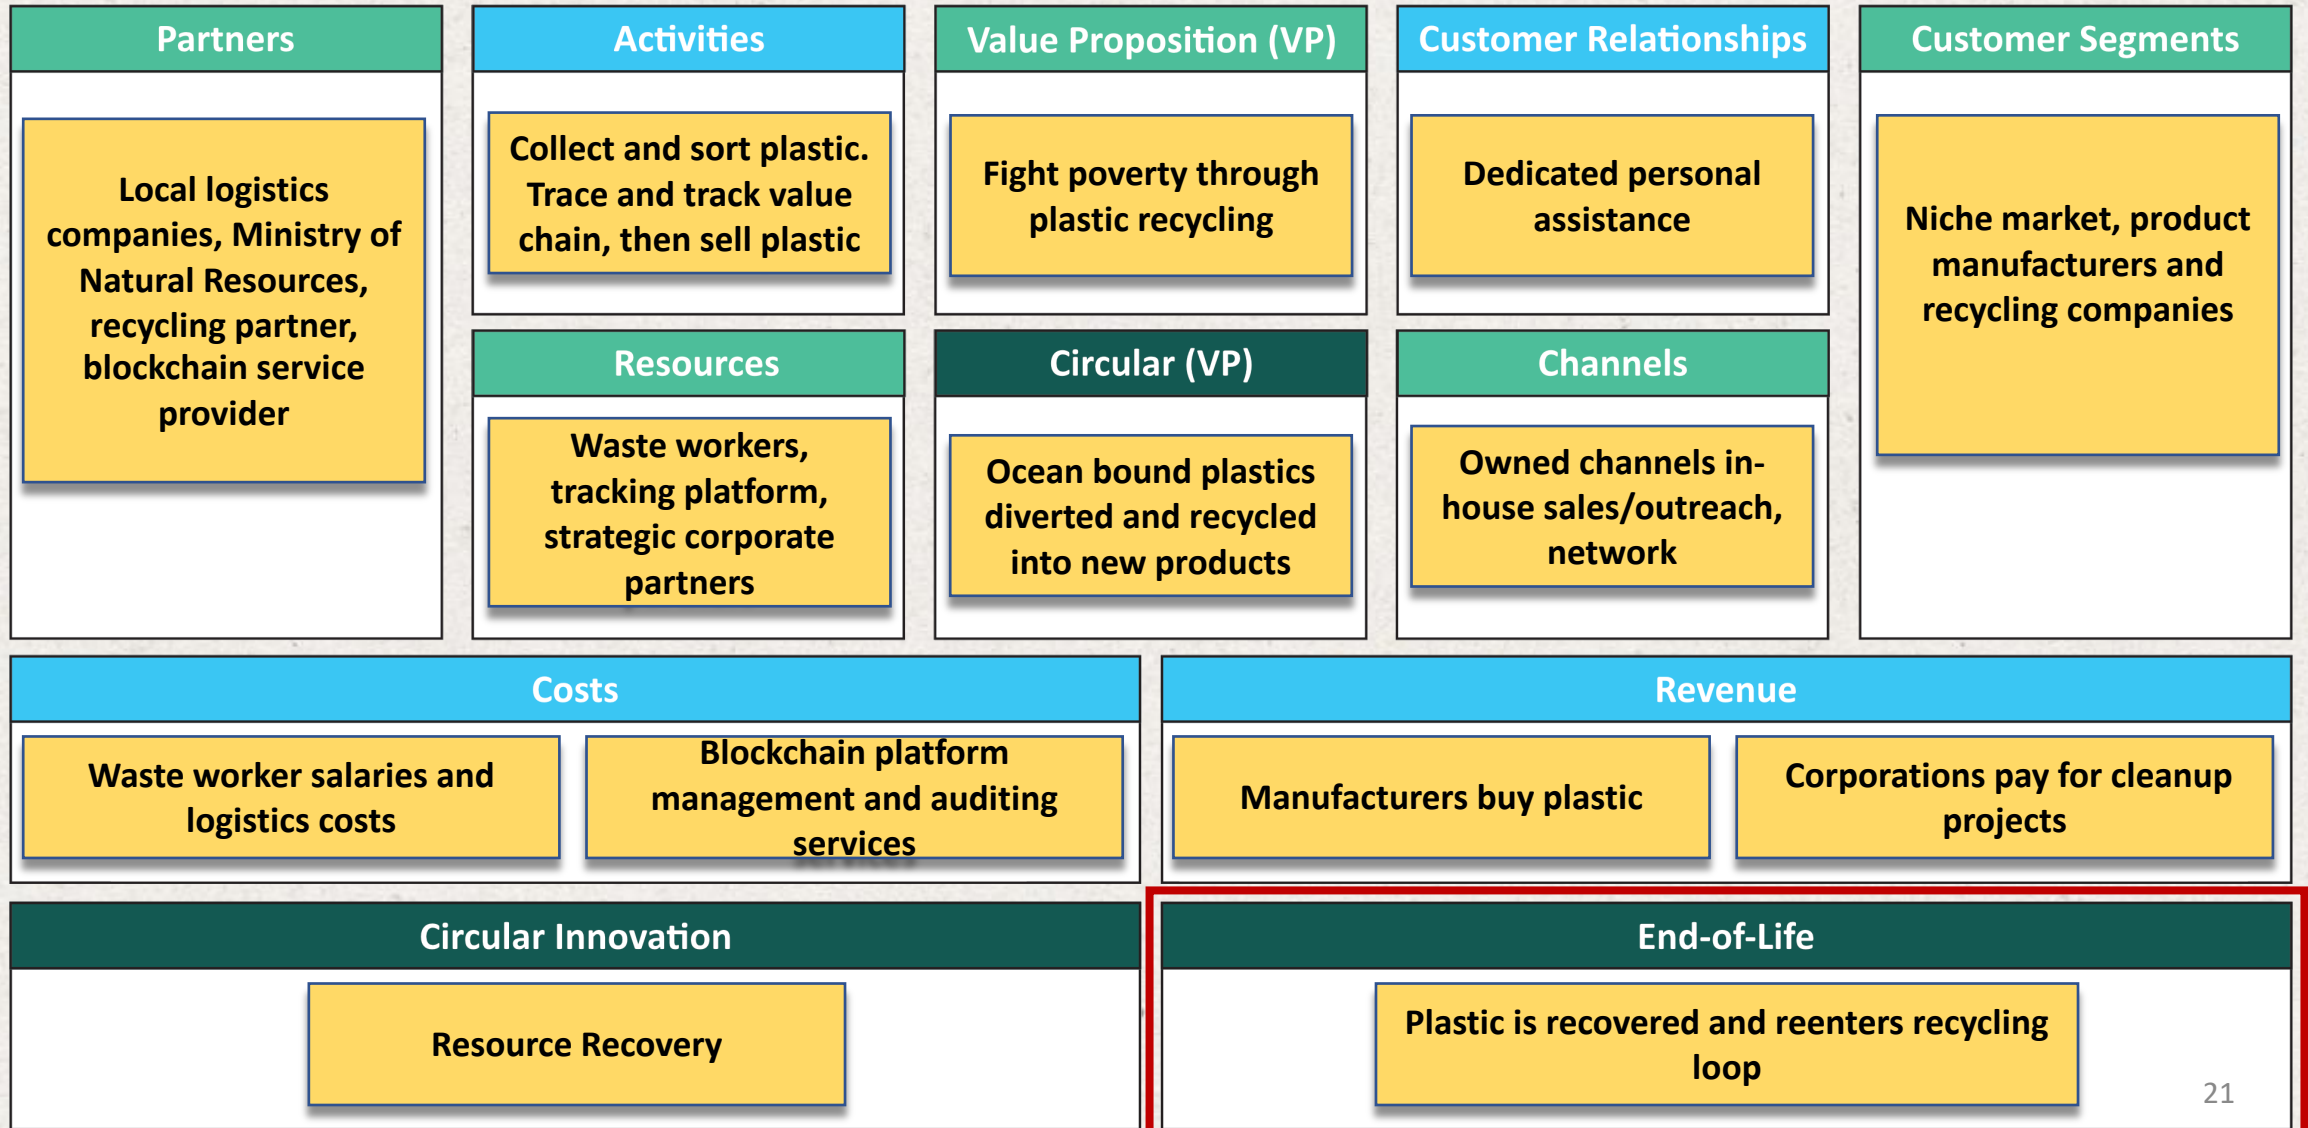 Partners
Local logistics
companies, Ministry of
Natural Resources,
recycling partner,
blockchain service
provider
Activities
Collect and sort plastic.
Trace and track value
chain, then sell plastic
Resources
Waste workers,
tracking platform,
strategic corporate
partners
Value Proposition (VP)
Fight poverty through
plastic recycling
Circular (VP)
Ocean bound plastics
diverted and recycled
into new products
Customer Relationships
Dedicated personal
assistance
Channels
Owned channels in-
house sales/outreach,
network
Customer Segments
Niche market, product
manufacturers and
recycling companies
Costs
Waste worker salaries and
logistics costs
Blockchain platform
management and auditing
services
Revenue
Manufacturers buy plastic
Corporations pay for cleanup
projects
Circular Innovation
Resource Recovery
End-of-Life
Plastic is recovered and reenters recycling
loop
21